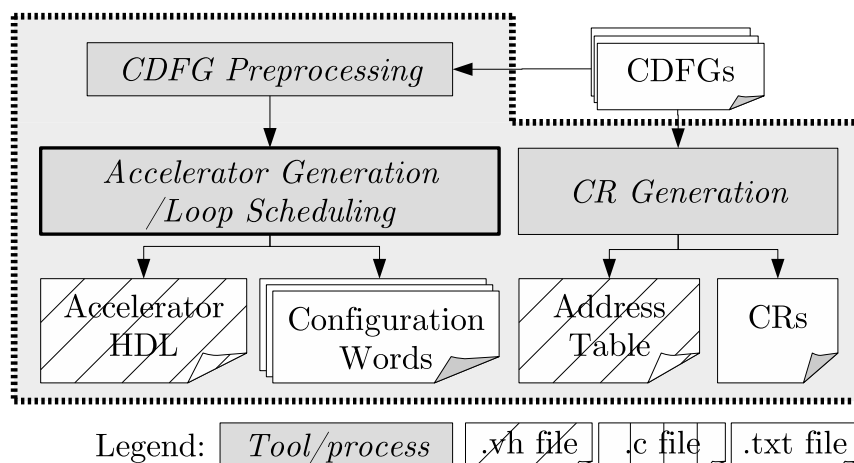 CDFG Preprocessing
CDFGs
Accelerator Generation
/Loop Scheduling
CR Generation
Accelerator
HDL
Configuration
Words
Address
Table
CRs
Legend: Tool/process .vh file .c file .txt file